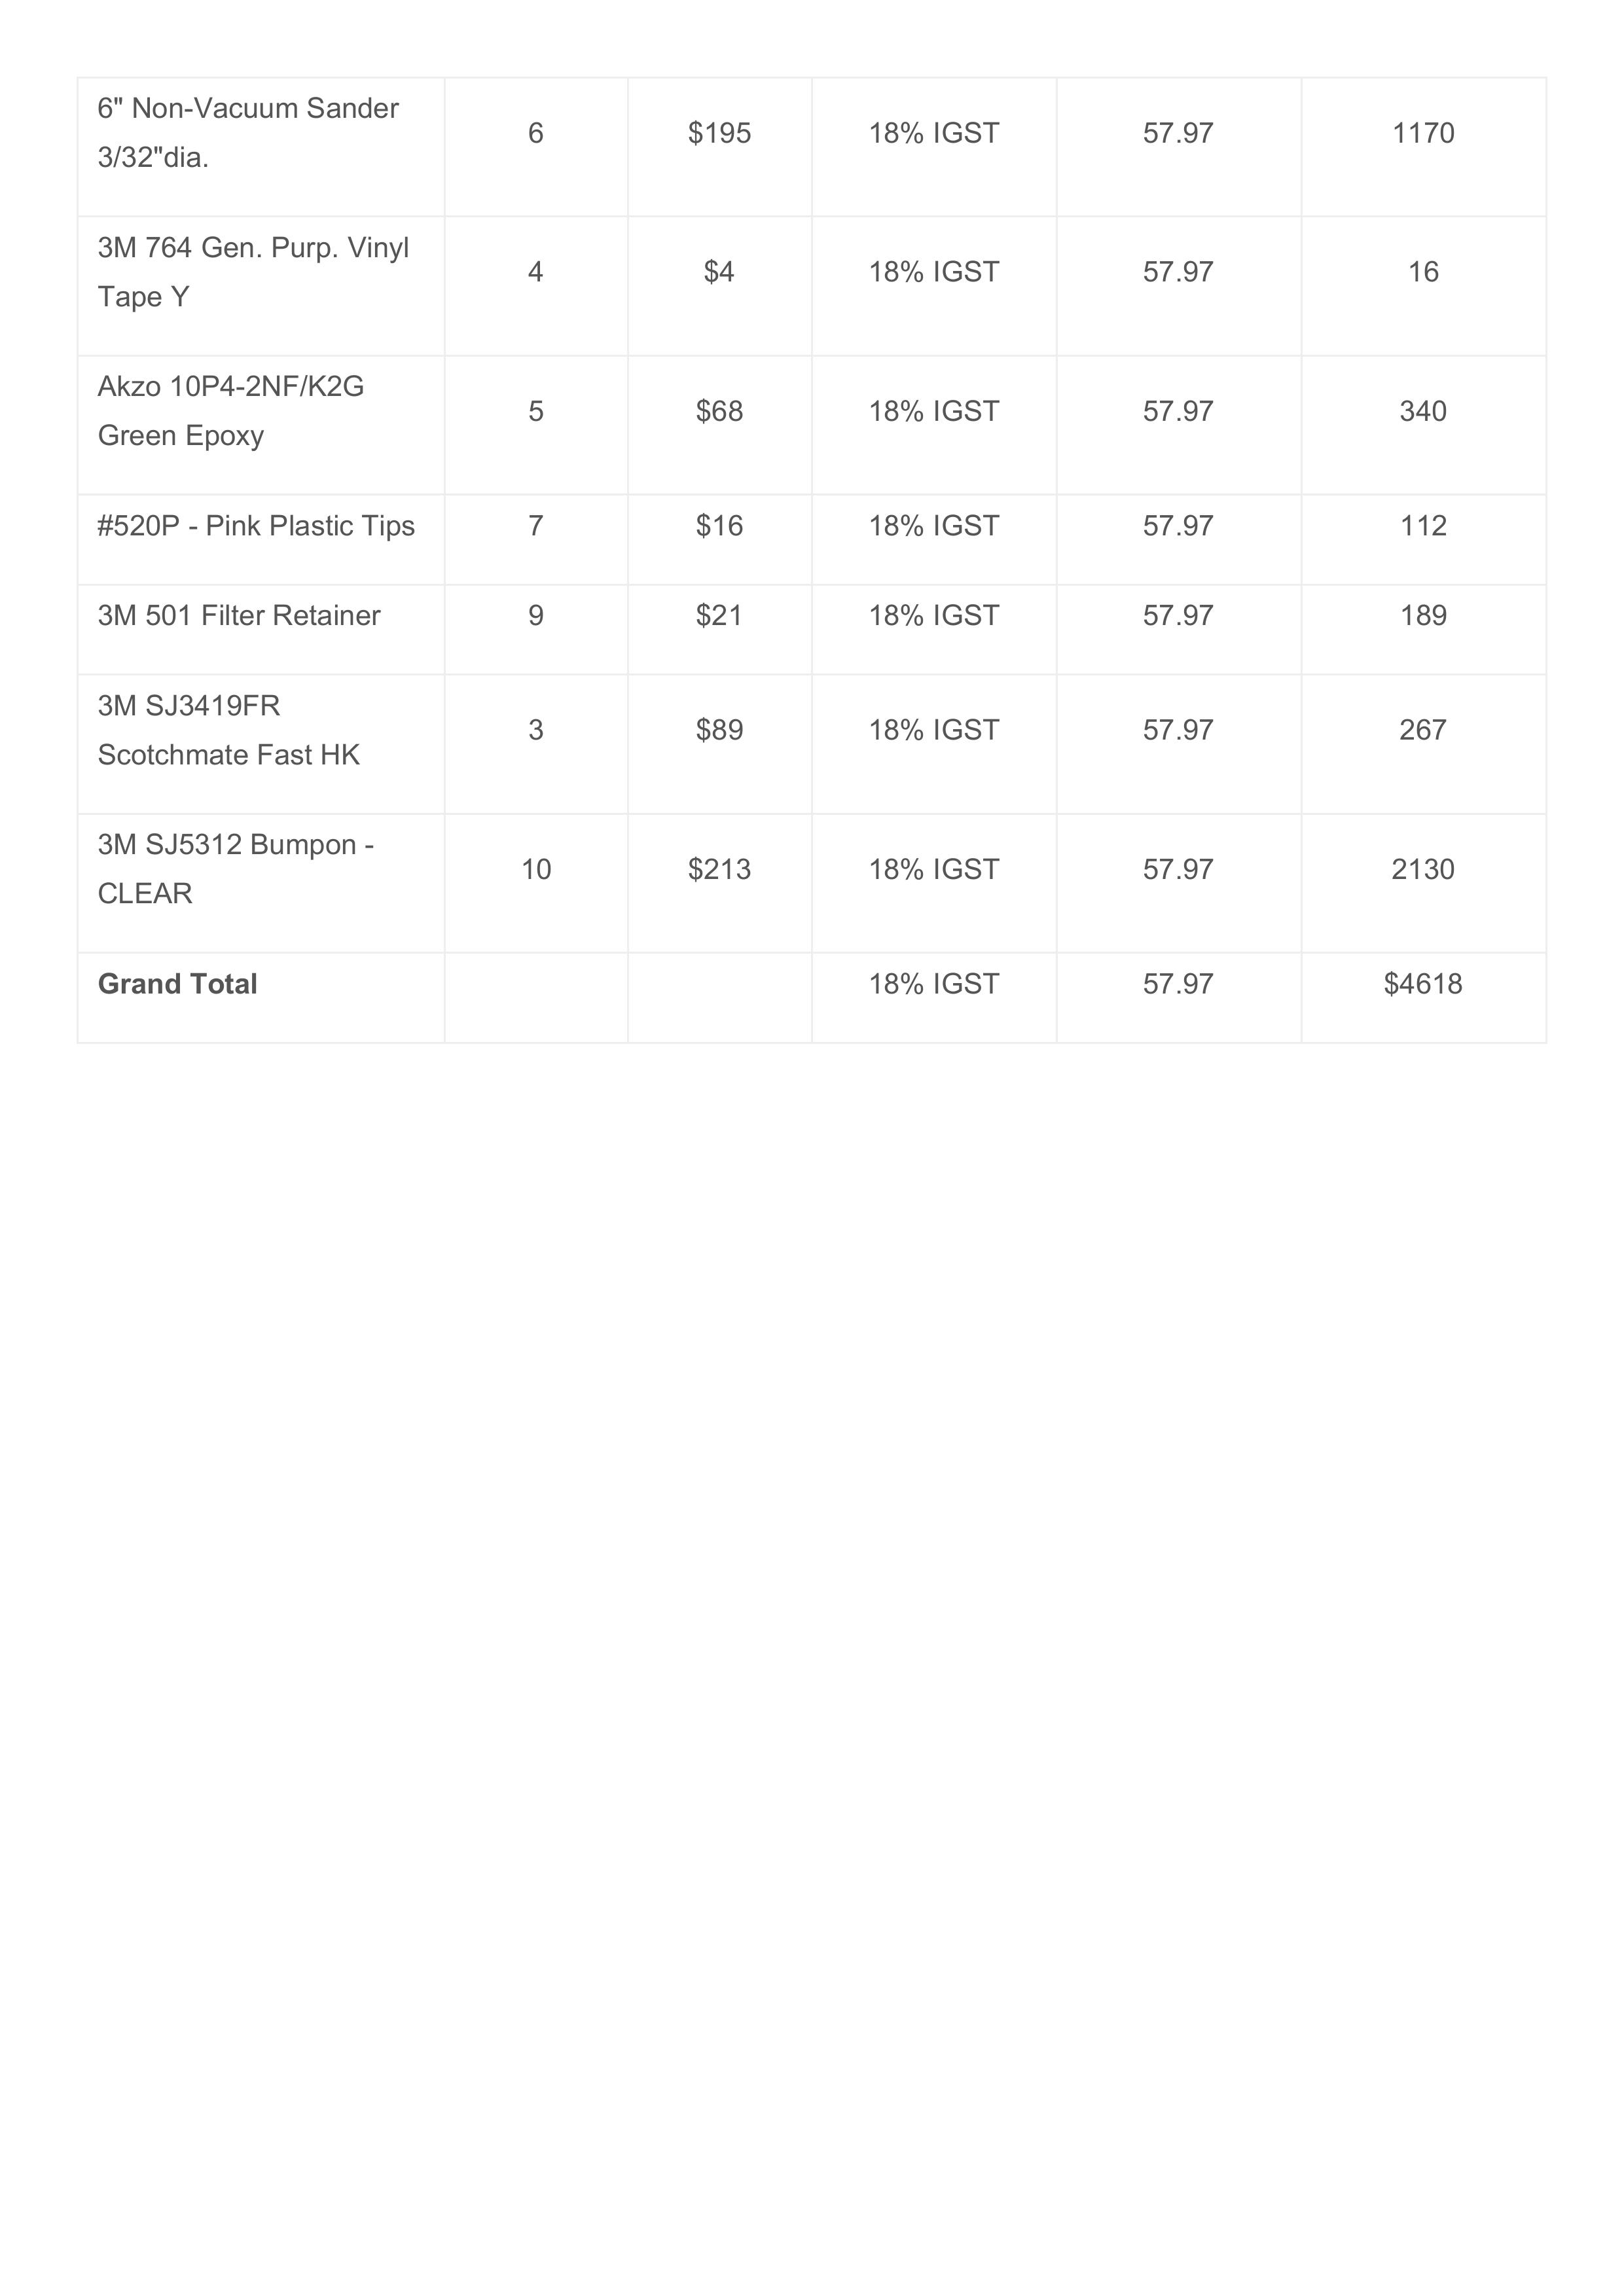 6" Non-Vacuum Sander
3/32"dia.
6 $195 18% IGST 57.97 1170
3M 764 Gen. Purp. Vinyl
Tape Y
4 $4 18% IGST 57.97 16
Akzo 10P4-2NF/K2G
Green Epoxy
5 $68 18% IGST 57.97 340
#520P - Pink Plastic Tips 7 $16 18% IGST 57.97 112
3M 501 Filter Retainer 9 $21 18% IGST 57.97 189
3M SJ3419FR
Scotchmate Fast HK
3 $89 18% IGST 57.97 267
3M SJ5312 Bumpon -
CLEAR
10 $213 18% IGST 57.97 2130
Grand Total 18% IGST 57.97 $4618